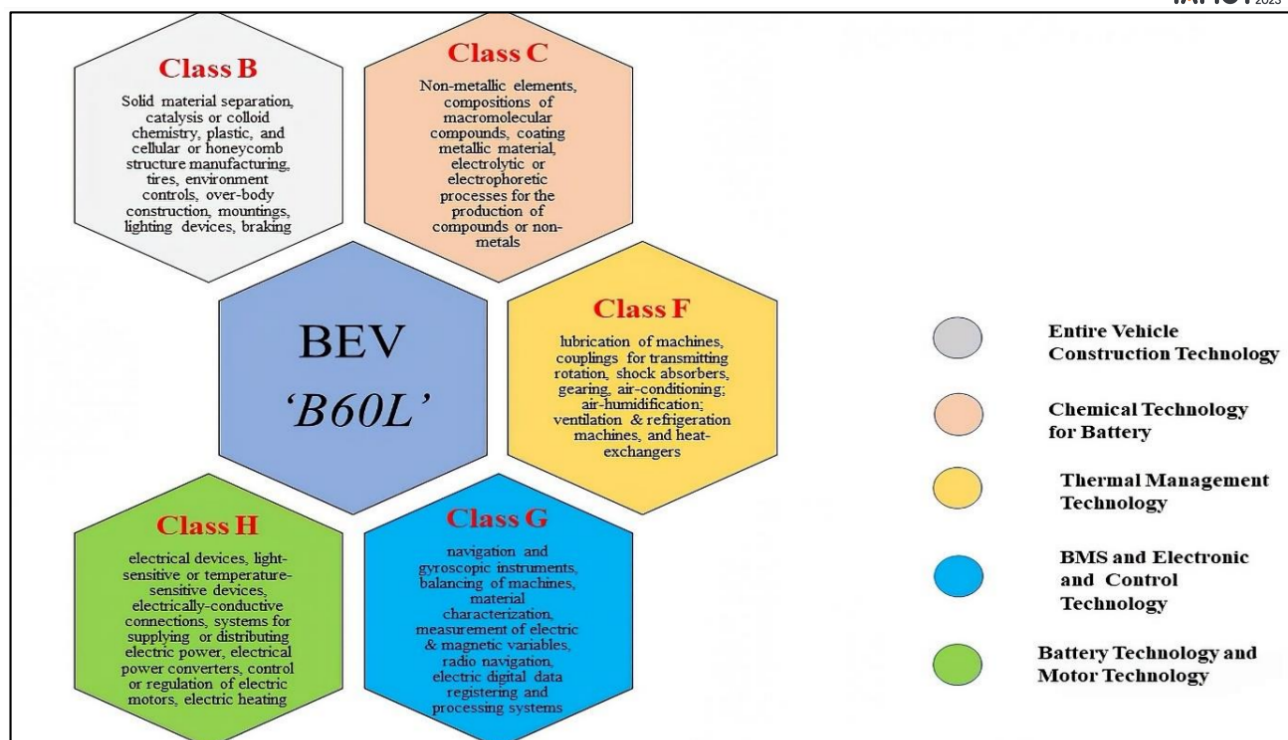 Class B
Solid material separation,
catalysis or colloid
chemistry, plastic, and
cellular or honeycomb
structure manufacturing,
tires, environment
controls, over-body
construction, mountings,
lighting devices, braking
Class C
Non-metallic elements,
compositions of
macromolecular
compounds, coating
metallic material,
electrolytic or
electrophoretic
processes for the
production of
compounds or non-
metals
BEV
‘B60L’
Class F
lubrication of machines,
couplings for transmitting
rotation, shock absorbers,
gearing, air-conditioning;
air-humidification;
ventilation & refrigeration
machines, and heat-
exchangers
Class H
electrical devices, light-
sensitive or temperature-
sensitive devices,
electrically-conductive
connections, systems for
supplying or distributing
electric power, electrical
power converters, control
or regulation of electric
motors, electric heating
Class G
navigation and
gyroscopic instruments,
balancing of machines,
material
characterization,
measurement of electric
& magnetic variables,
radio navigation,
electric digital data
registering and
processing systems
Entire Vehicle
Construction Technology
Chemical Technology
for Battery
Thermal Management
Technology
BMS and Electronic
and Control
Technology
Battery Technology and
Motor Technology